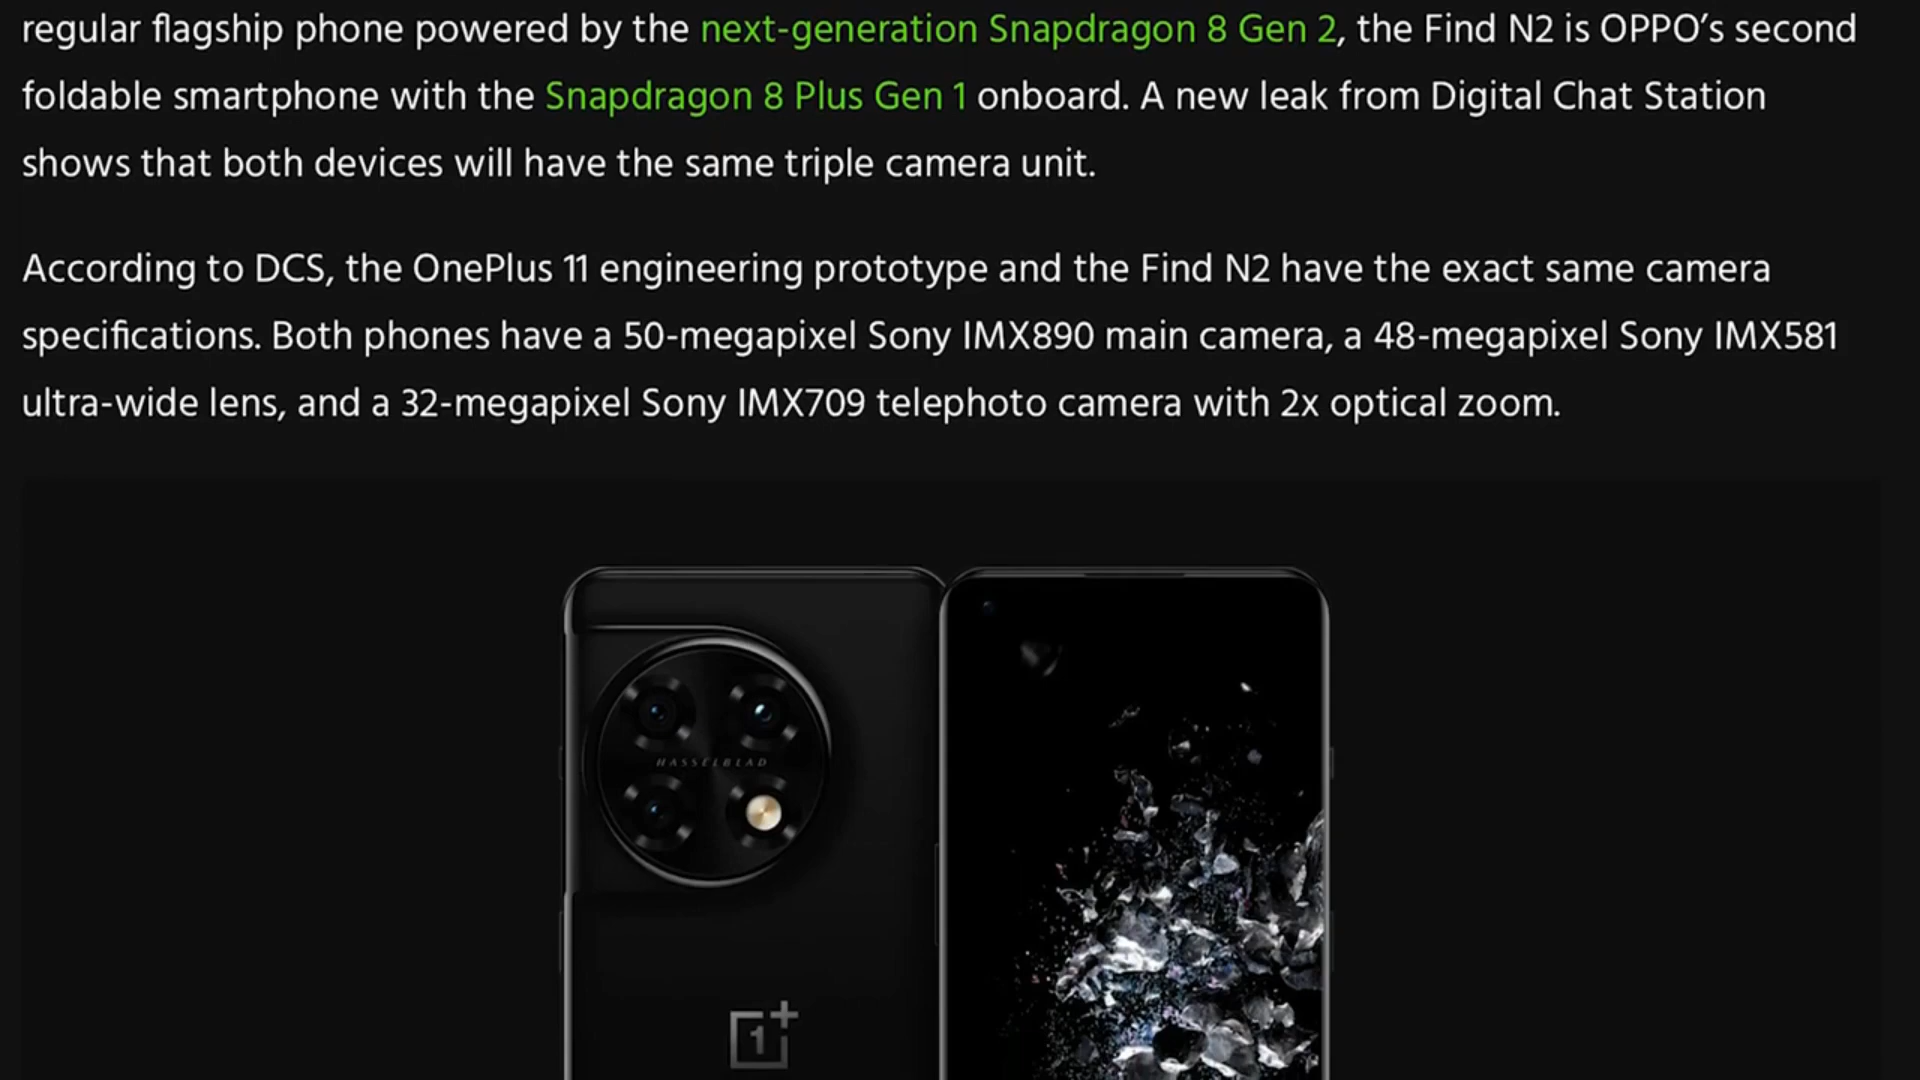 regular flagship phone powered by the next-generation Snapdragon 8 Gen 2, the Find N2 is OPPO’s second
foldable smartphone with the Snapdragon 8 Plus Gen 1 onboard. A new leak from Digital Chat Station
shows that both devices will have the same triple camera unit.
According to DCS, the OnePlus 11 engineering prototype and the Find N2 have the exact same camera
specifications. Both phones have a 50-megapixel Sony IMX890 main camera, a 48-megapixel Sony IMX581
ultra-wide lens, and a 32-megapixel Sony IMX709 telephoto camera with 2x optical zoom.
HASSELBLAD
1+